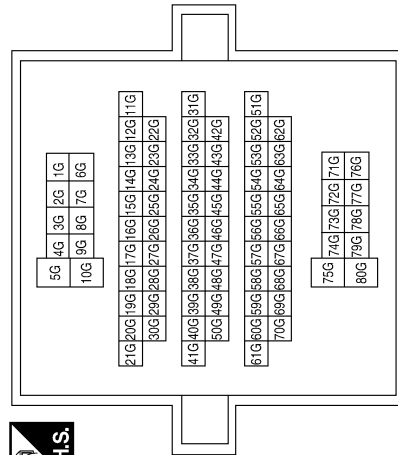 H.S.
5G 4G 3G 2G 1G
10G 9G 8G 7G 6G
21G 20G 19G 18G 17G 16G 15G 14G 13G 12G 11G
30G 29G 28G 27G 26G 25G 24G 23G 22G
41G 40G 39G 38G 37G 36G 35G 34G 33G 32G 31G
50G 49G 48G 47G 46G 45G 44G 43G 42G
61G 60G 59G 58G 57G 56G 55G 54G 53G 52G 51G
70G 69G 68G 67G 66G 65G 64G 63G 62G
75G 74G 73G 72G 71G
80G 79G 78G 77G 76G